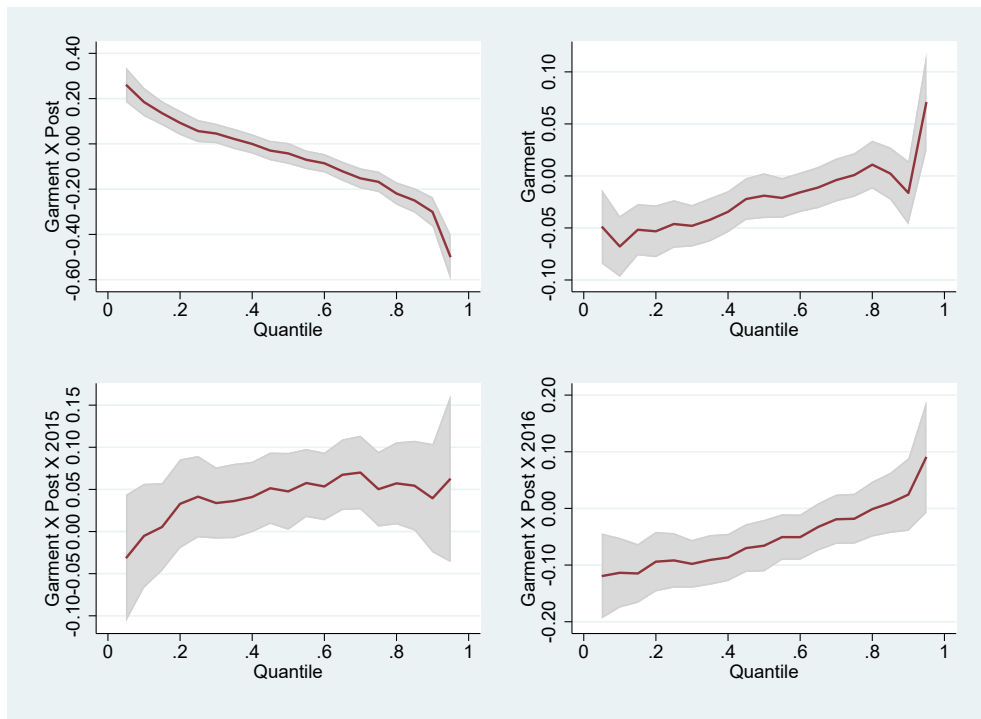 Garment X Post
0.40
0.20
0.00
-0.20
-0.40
-0.60
0 .2 .4 .6 .8 1
Quantile
Garment
0.10
0.05
0.00
-0.05
-0.10
0 .2 .4 .6 .8 1
Quantile
Garment X Post X 2015
0.15
0.10
0.05
0.00
-0.05
-0.10
0 .2 .4 .6 .8 1
Quantile
Garment X Post X 2016
0.20
0.10
0.00
-0.10
-0.20
0 .2 .4 .6 .8 1
Quantile